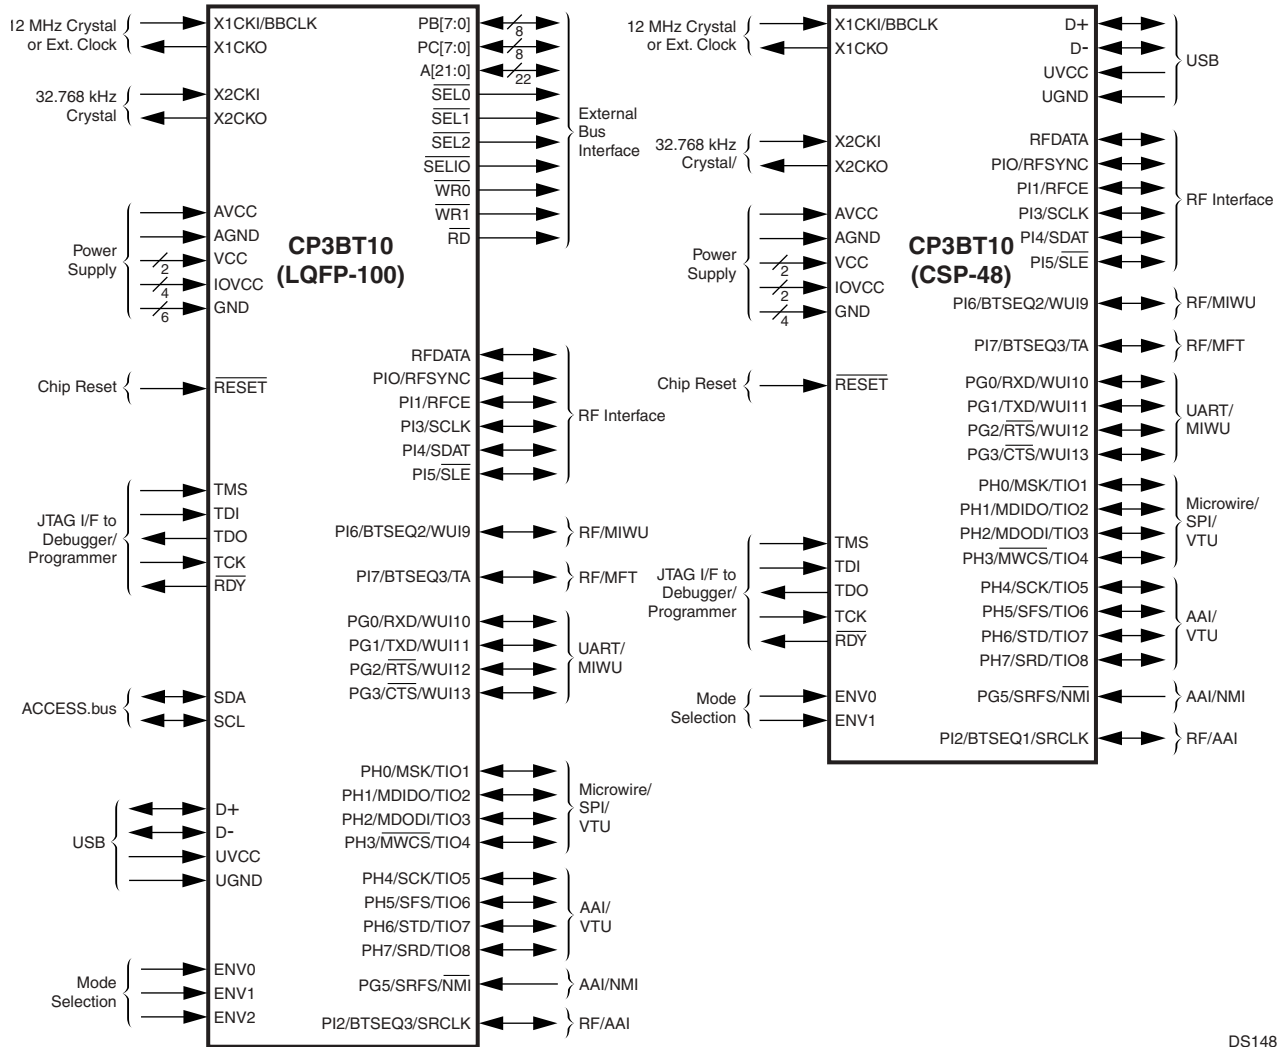 12 MHz Crystal
or Ext. Clock
X1CKI/BBCLK
X1CKO
32.768 kHz
Crystal
X2CKI
X2CKO
Power
Supply
AVCC
AGND
VCC
2
IOVCC
4
GND
6
Chip Reset
RESET
JTAG I/F to
Debugger/
Programmer
TMS
TDI
TDO
TCK
RDY
ACCESS.bus
SDA
SCL
USB
D+
D-
UVCC
UGND
Mode
Selection
ENV0
ENV1
ENV2
CP3BT10
(LQFP-100)
PB[7:0]
8
PC[7:0]
8
A[21:0]
22
SEL0
SEL1
SEL2
SELIO
WR0
WR1
RD
External
Bus
Interface
RFDATA
PIO/RFSYNC
PI1/RFCE
PI3/SCLK
PI4/SDAT
PI5/SLE
RF Interface
PI6/BTSEQ2/WUI9
RF/MIWU
PI7/BTSEQ3/TA
RF/MFT
PG0/RXD/WUI10
PG1/TXD/WUI11
PG2/RTS/WUI12
PG3/CTS/WUI13
UART/
MIWU
PH0/MSK/TIO1
PH1/MDIDO/TIO2
PH2/MDODI/TIO3
PH3/MWCS/TIO4
Microwire/
SPI/
VTU
PH4/SCK/TIO5
PH5/SFS/TIO6
PH6/STD/TIO7
PH7/SRD/TIO8
AAI/
VTU
PG5/SRFS/NMI
AAI/NMI
PI2/BTSEQ3/SRCLK
RF/AAI
12 MHz Crystal
or Ext. Clock
X1CKI/BBCLK
X1CKO
32.768 kHz
Crystal/
X2CKI
X2CKO
Power
Supply
AVCC
AGND
VCC
2
IOVCC
2
GND
4
Chip Reset
RESET
JTAG I/F to
Debugger/
Programmer
TMS
TDI
TDO
TCK
RDY
Mode
Selection
ENV0
ENV1
CP3BT10
(CSP-48)
D+
D-
UVCC
UGND
USB
RFDATA
PIO/RFSYNC
PI1/RFCE
PI3/SCLK
PI4/SDAT
PI5/SLE
RF Interface
PI6/BTSEQ2/WUI9
RF/MIWU
PI7/BTSEQ3/TA
RF/MFT
PG0/RXD/WUI10
PG1/TXD/WUI11
PG2/RTS/WUI12
PG3/CTS/WUI13
UART/
MIWU
PH0/MSK/TIO1
PH1/MDIDO/TIO2
PH2/MDODI/TIO3
PH3/MWCS/TIO4
Microwire/
SPI/
VTU
PH4/SCK/TIO5
PH5/SFS/TIO6
PH6/STD/TIO7
PH7/SRD/TIO8
AAI/
VTU
PG5/SRFS/NMI
AAI/NMI
PI2/BTSEQ1/SRCLK
RF/AAI
DS148